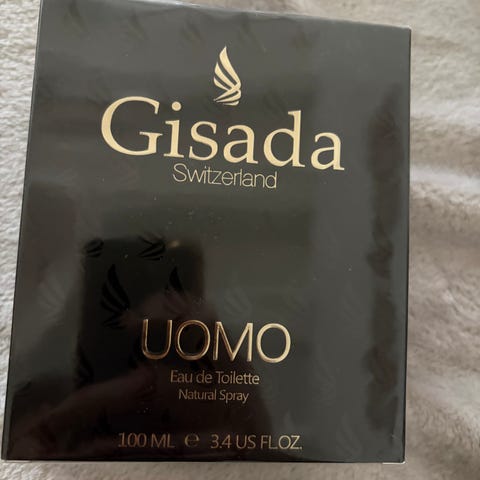 Gisada
Switzerland
UOMO
Eau de Toilette
Natural Spray
100 ML ℮ 3.4 US FL.OZ.